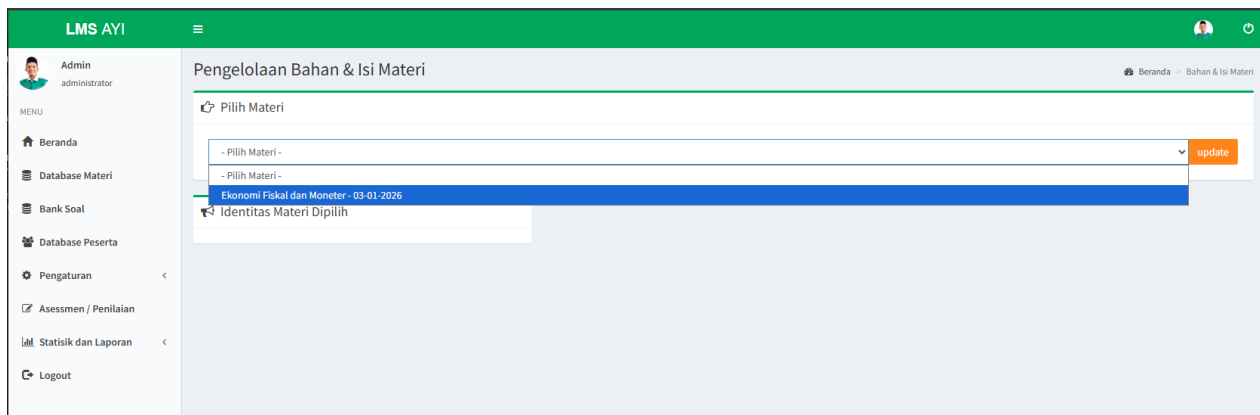 LMS AYI
Admin
administrator
MENU
Beranda
Database Materi
Bank Soal
Database Peserta
Pengaturan <
Asessmen / Penilaian
Statisik dan Laporan <
Logout
Pengelolaan Bahan & Isi Materi
Beranda > Bahan & Isi Materi
Pilih Materi
- Pilih Materi -
update
- Pilih Materi -
Ekonomi Fiskal dan Moneter - 03-01-2026
Identitas Materi Dipilih